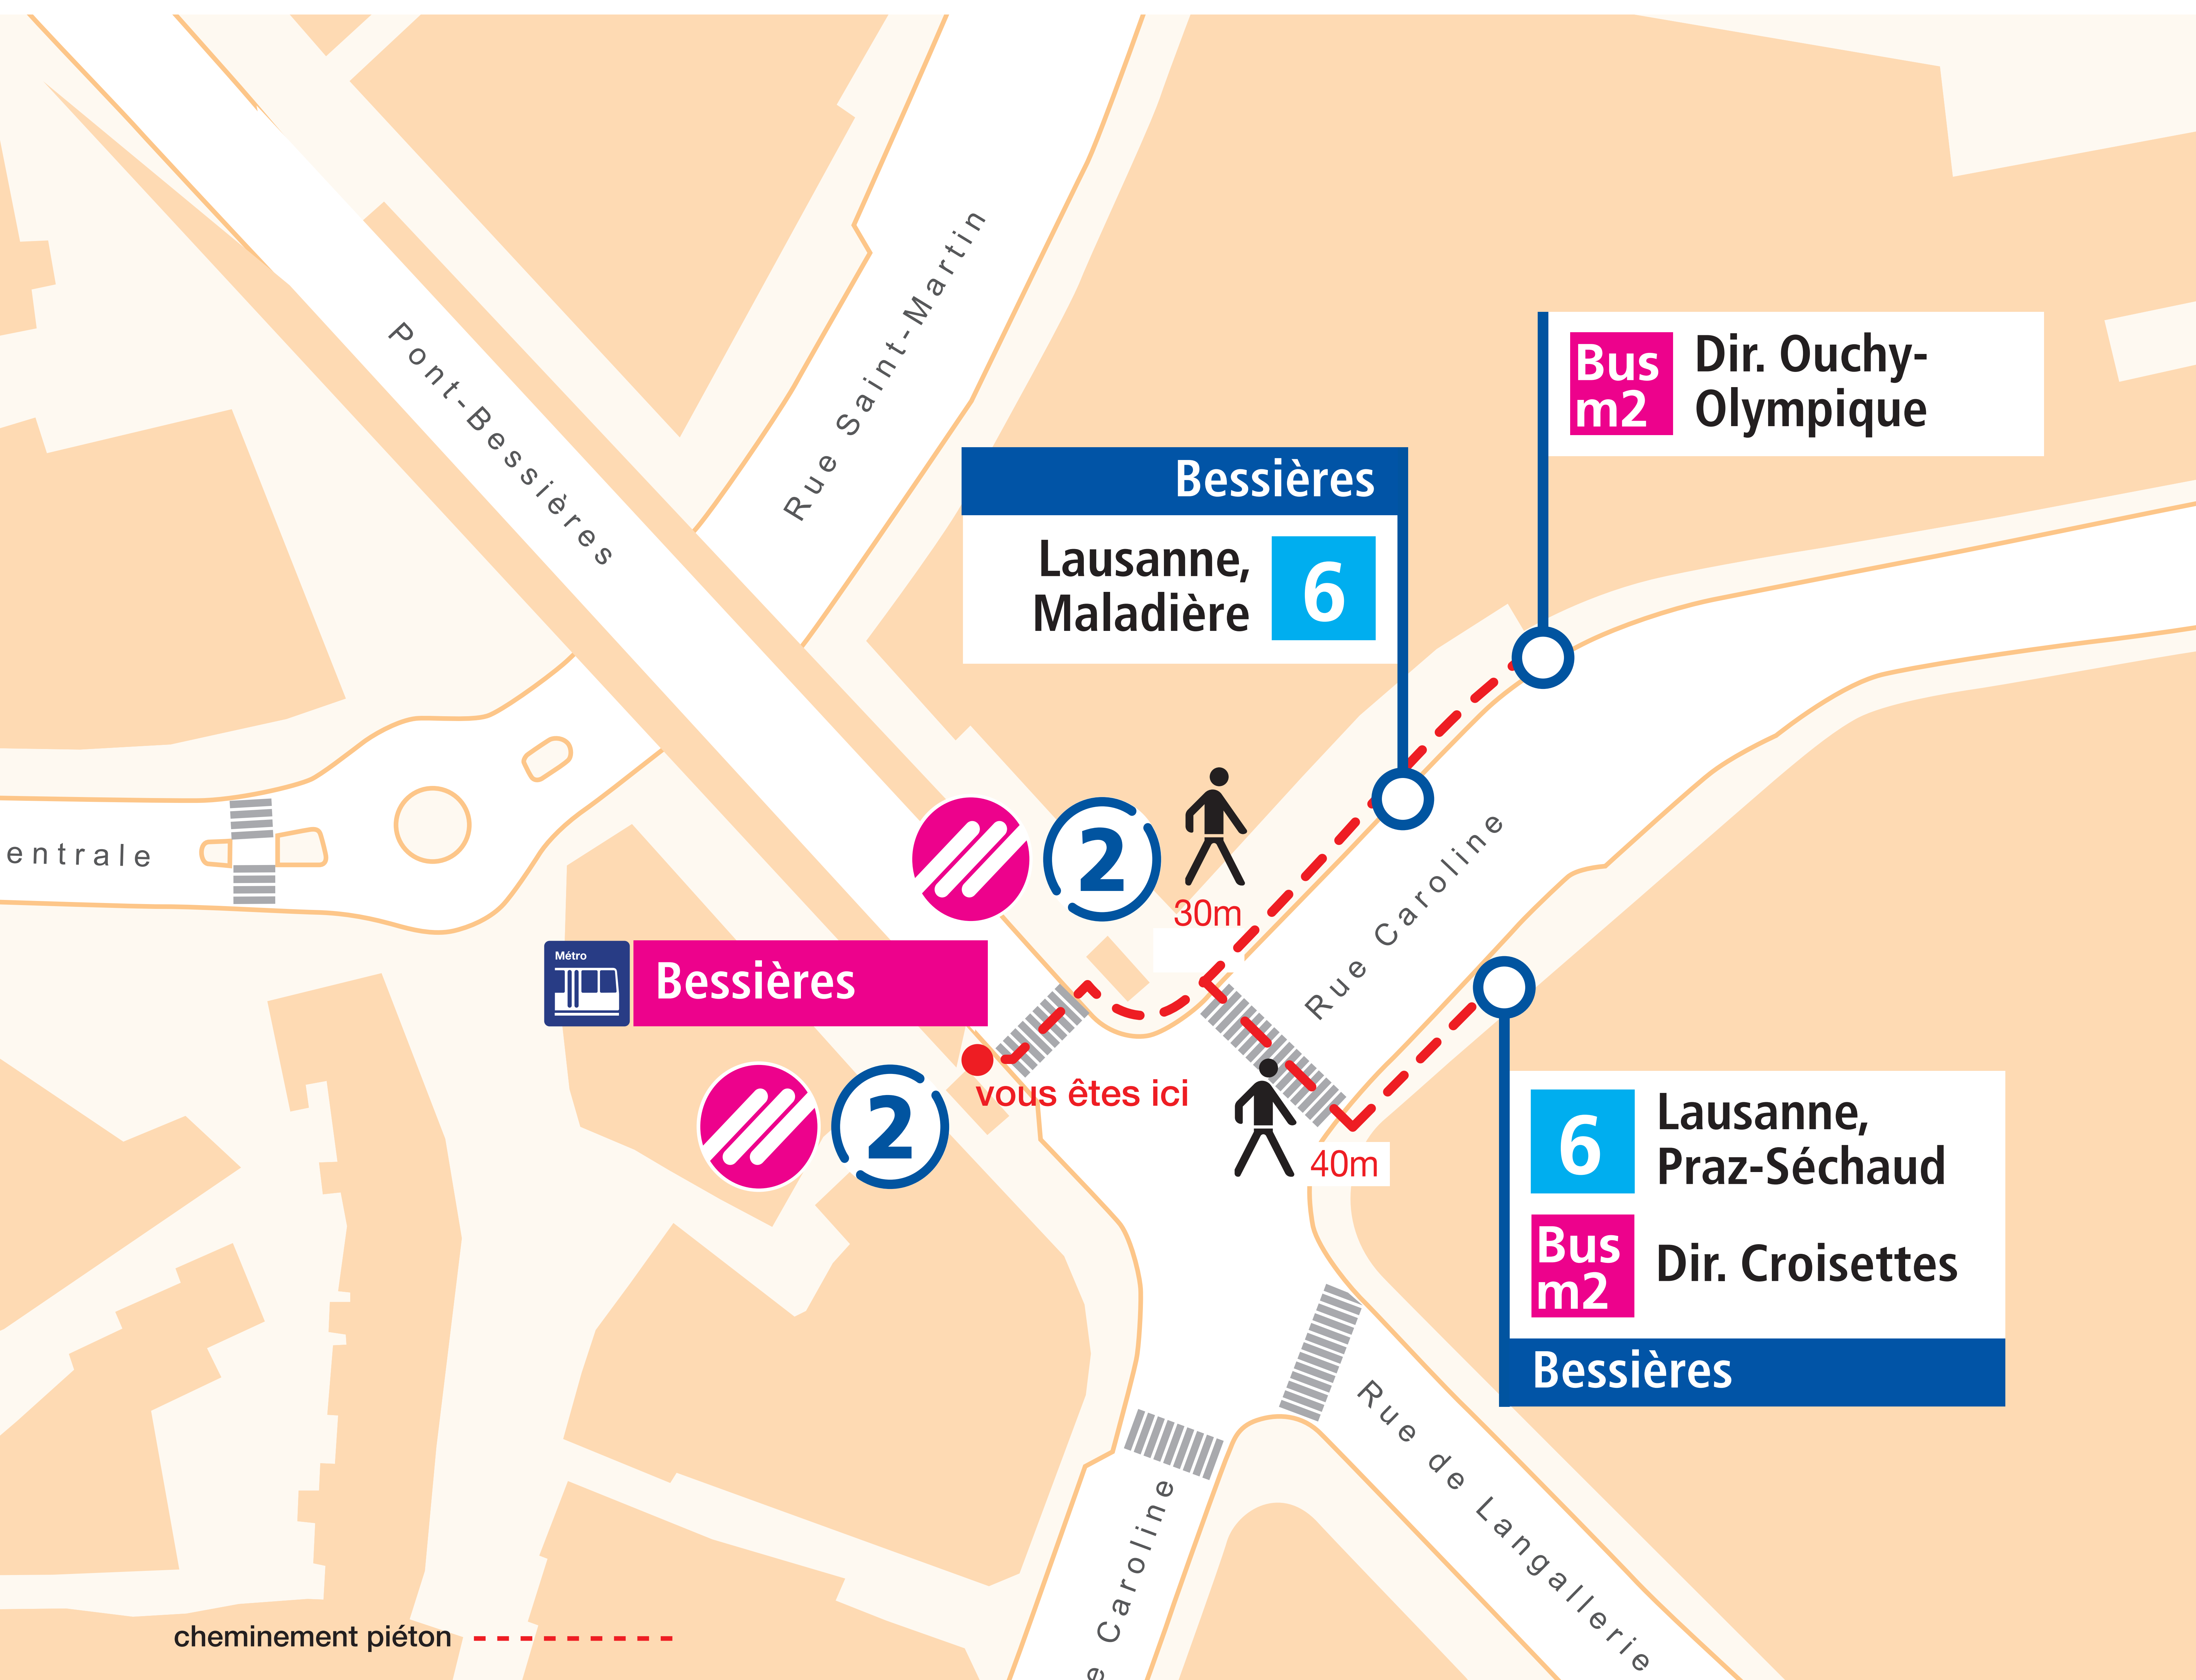 Pont-Bessières
Rue Saint-Martin
Bus
m2
Dir. Ouchy-
Olympique
Bessières
Lausanne,
Maladière
6
entrale
2
30m
Rue Caroline
Métro
Bessières
vous êtes ici
2
40m
6
Lausanne,
Praz-Séchaud
Bus
m2
Dir. Croisettes
Bessières
Rue de Langallerie
e Caroline
cheminement piéton